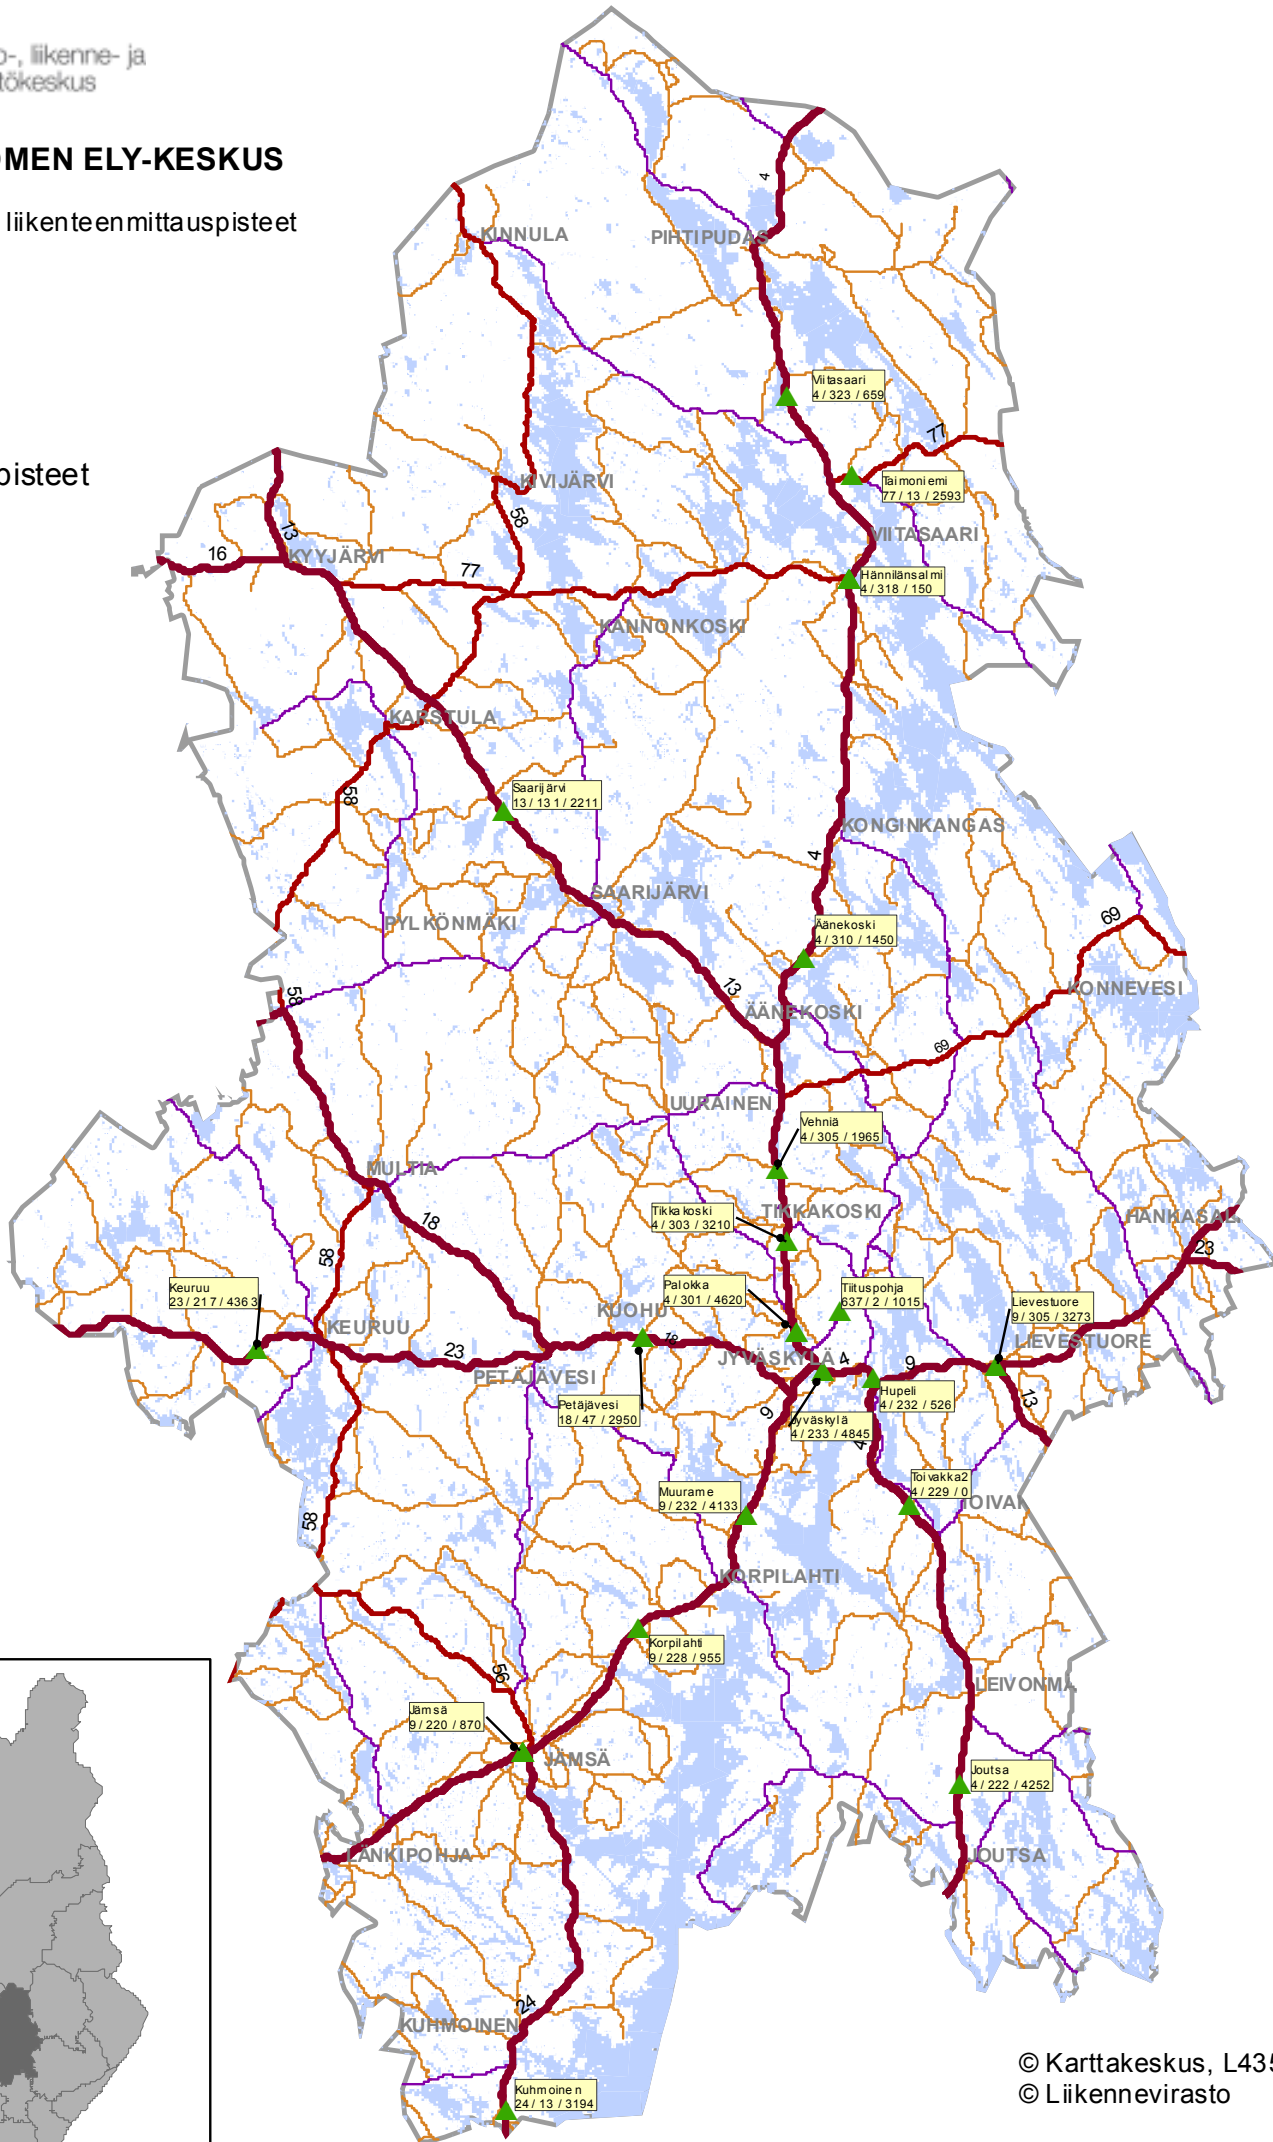 liikenne- ja
ELY-KESKUS
liikenteenmittauspisteet
KINNULA
PIHTIPUDAS
4
Viitasaari
4 / 323 / 659
77
Taimoniemi
77 / 13 / 2593
KIVIJÄRVI
58
13
16
KYYJÄRVI
VIITASAARI
77
Hännilänsalmi
4 / 318 / 150
KANNONKOSKI
KARSTULA
58
Saarijärvi
13 / 131 / 2211
KONGINKANGAS
4
SAARIJÄRVI
PYLKÖNMÄKI
Äänekoski
4 / 310 / 1450
69
58
13
KONNEVESI
ÄÄNEKOSKI
69
UURAINEN
Vehniä
4 / 305 / 1965
MULTIA
18
Tikkakoski
4 / 303 / 3210
TIKKAKOSKI
23
58
Keuruu
23 / 217 / 4363
Palokka
4 / 301 / 4620
Tiituspohja
637 / 2 / 1015
Lievestuore
9 / 305 / 3273
KUOHU
KEURUU
18
LIEVESTUORE
23
JYVÄSKYLÄ
4
9
PETÄJÄVESI
Hupeli
4 / 232 / 526
13
Petäjävesi
18 / 47 / 2950
9
Jyväskylä
4 / 233 / 4845
4
Toivakka2
4 / 229 / 0
Muurame
9 / 232 / 4133
58
KORPILAHTI
Korpilahti
9 / 228 / 955
56
Jämsä
9 / 220 / 870
JÄMSÄ
Joutsa
4 / 222 / 4252
LÄNKIPOHJA
JOUTSA
24
KUHMOINEN
Kuhmoinen
24 / 13 / 3194
© Karttakeskus,
© Liikennevirasto